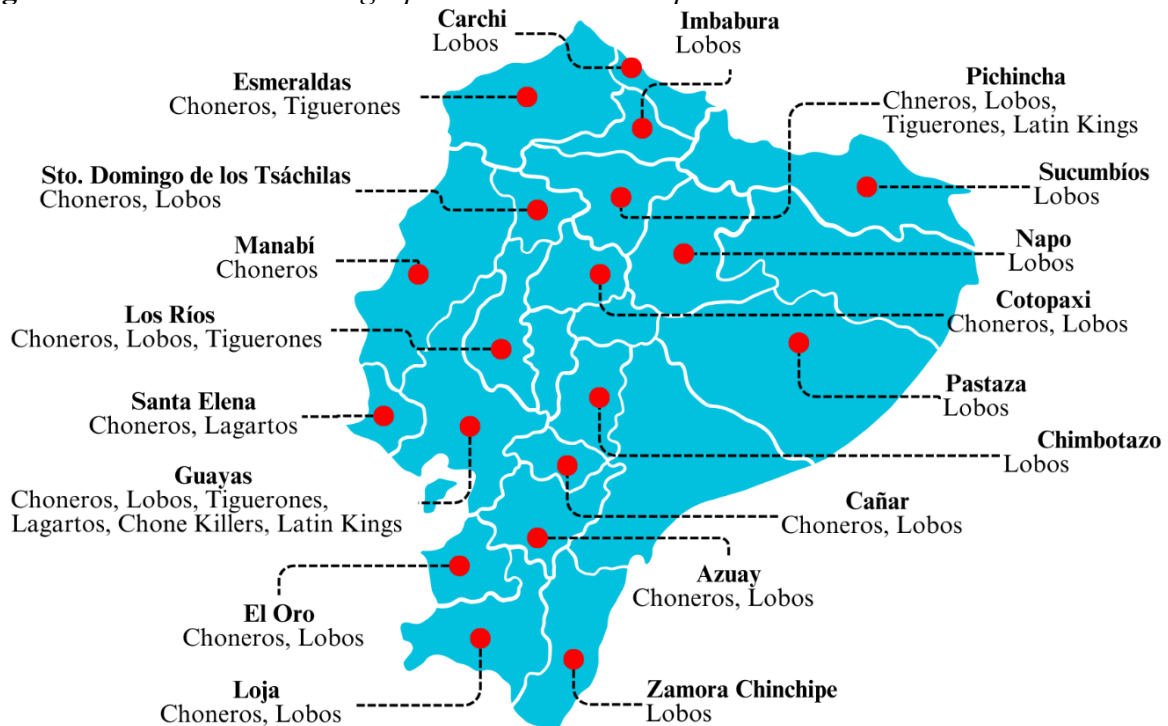 Carchi
Lobos
Imbabura
Lobos
Esmeraldas
Choneros, Tiguerones
Pichincha
Chneros, Lobos,
Tiguerones, Latin Kings
Sto. Domingo de los Tsáchilas
Choneros, Lobos
Sucumbíos
Lobos
Manabí
Choneros
Napo
Lobos
Los Ríos
Choneros, Lobos, Tiguerones
Cotopaxi
Choneros, Lobos
Santa Elena
Choneros, Lagartos
Pastaza
Lobos
Guayas
Choneros, Lobos, Tiguerones,
Lagartos, Chone Killers, Latin Kings
Chimbotazo
Lobos
Cañar
Choneros, Lobos
El Oro
Choneros, Lobos
Azuay
Choneros, Lobos
Loja
Choneros, Lobos
Zamora Chinchipe
Lobos